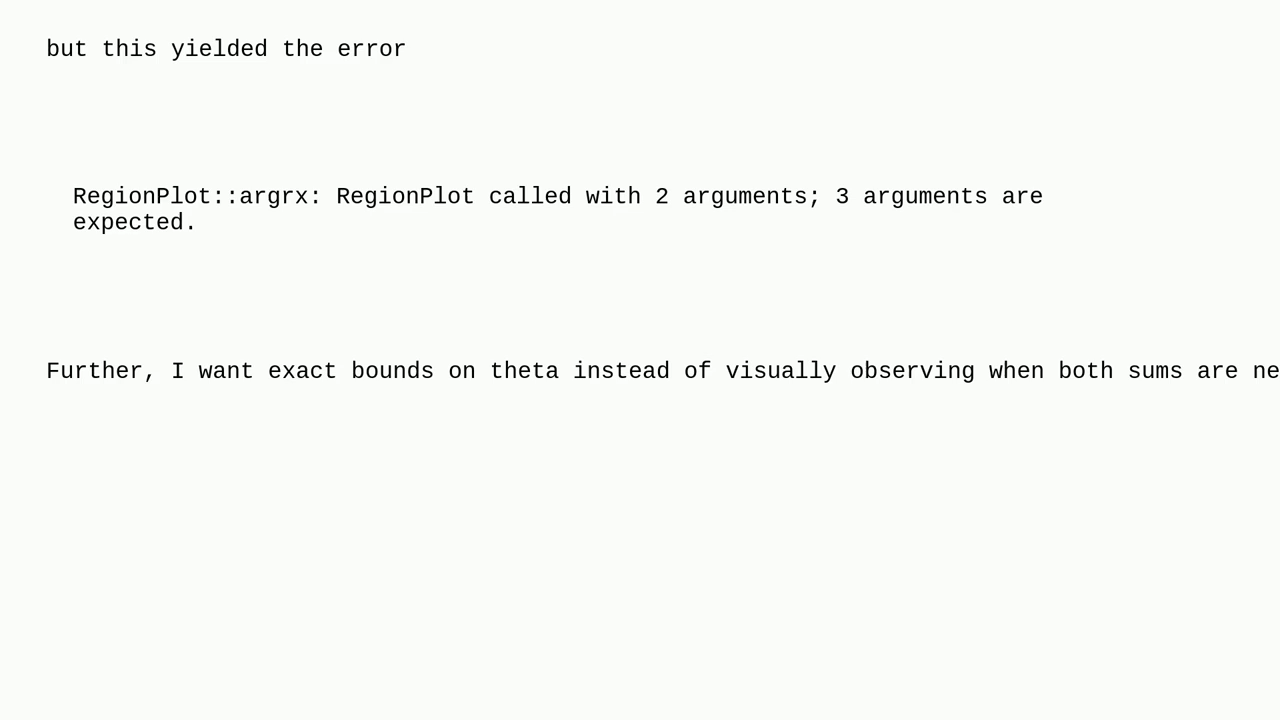 but this yielded the error
RegionPlot::argrx: RegionPlot called with 2 arguments; 3 arguments are
expected.
Further, I want exact bounds on theta instead of visually observing when both sums are